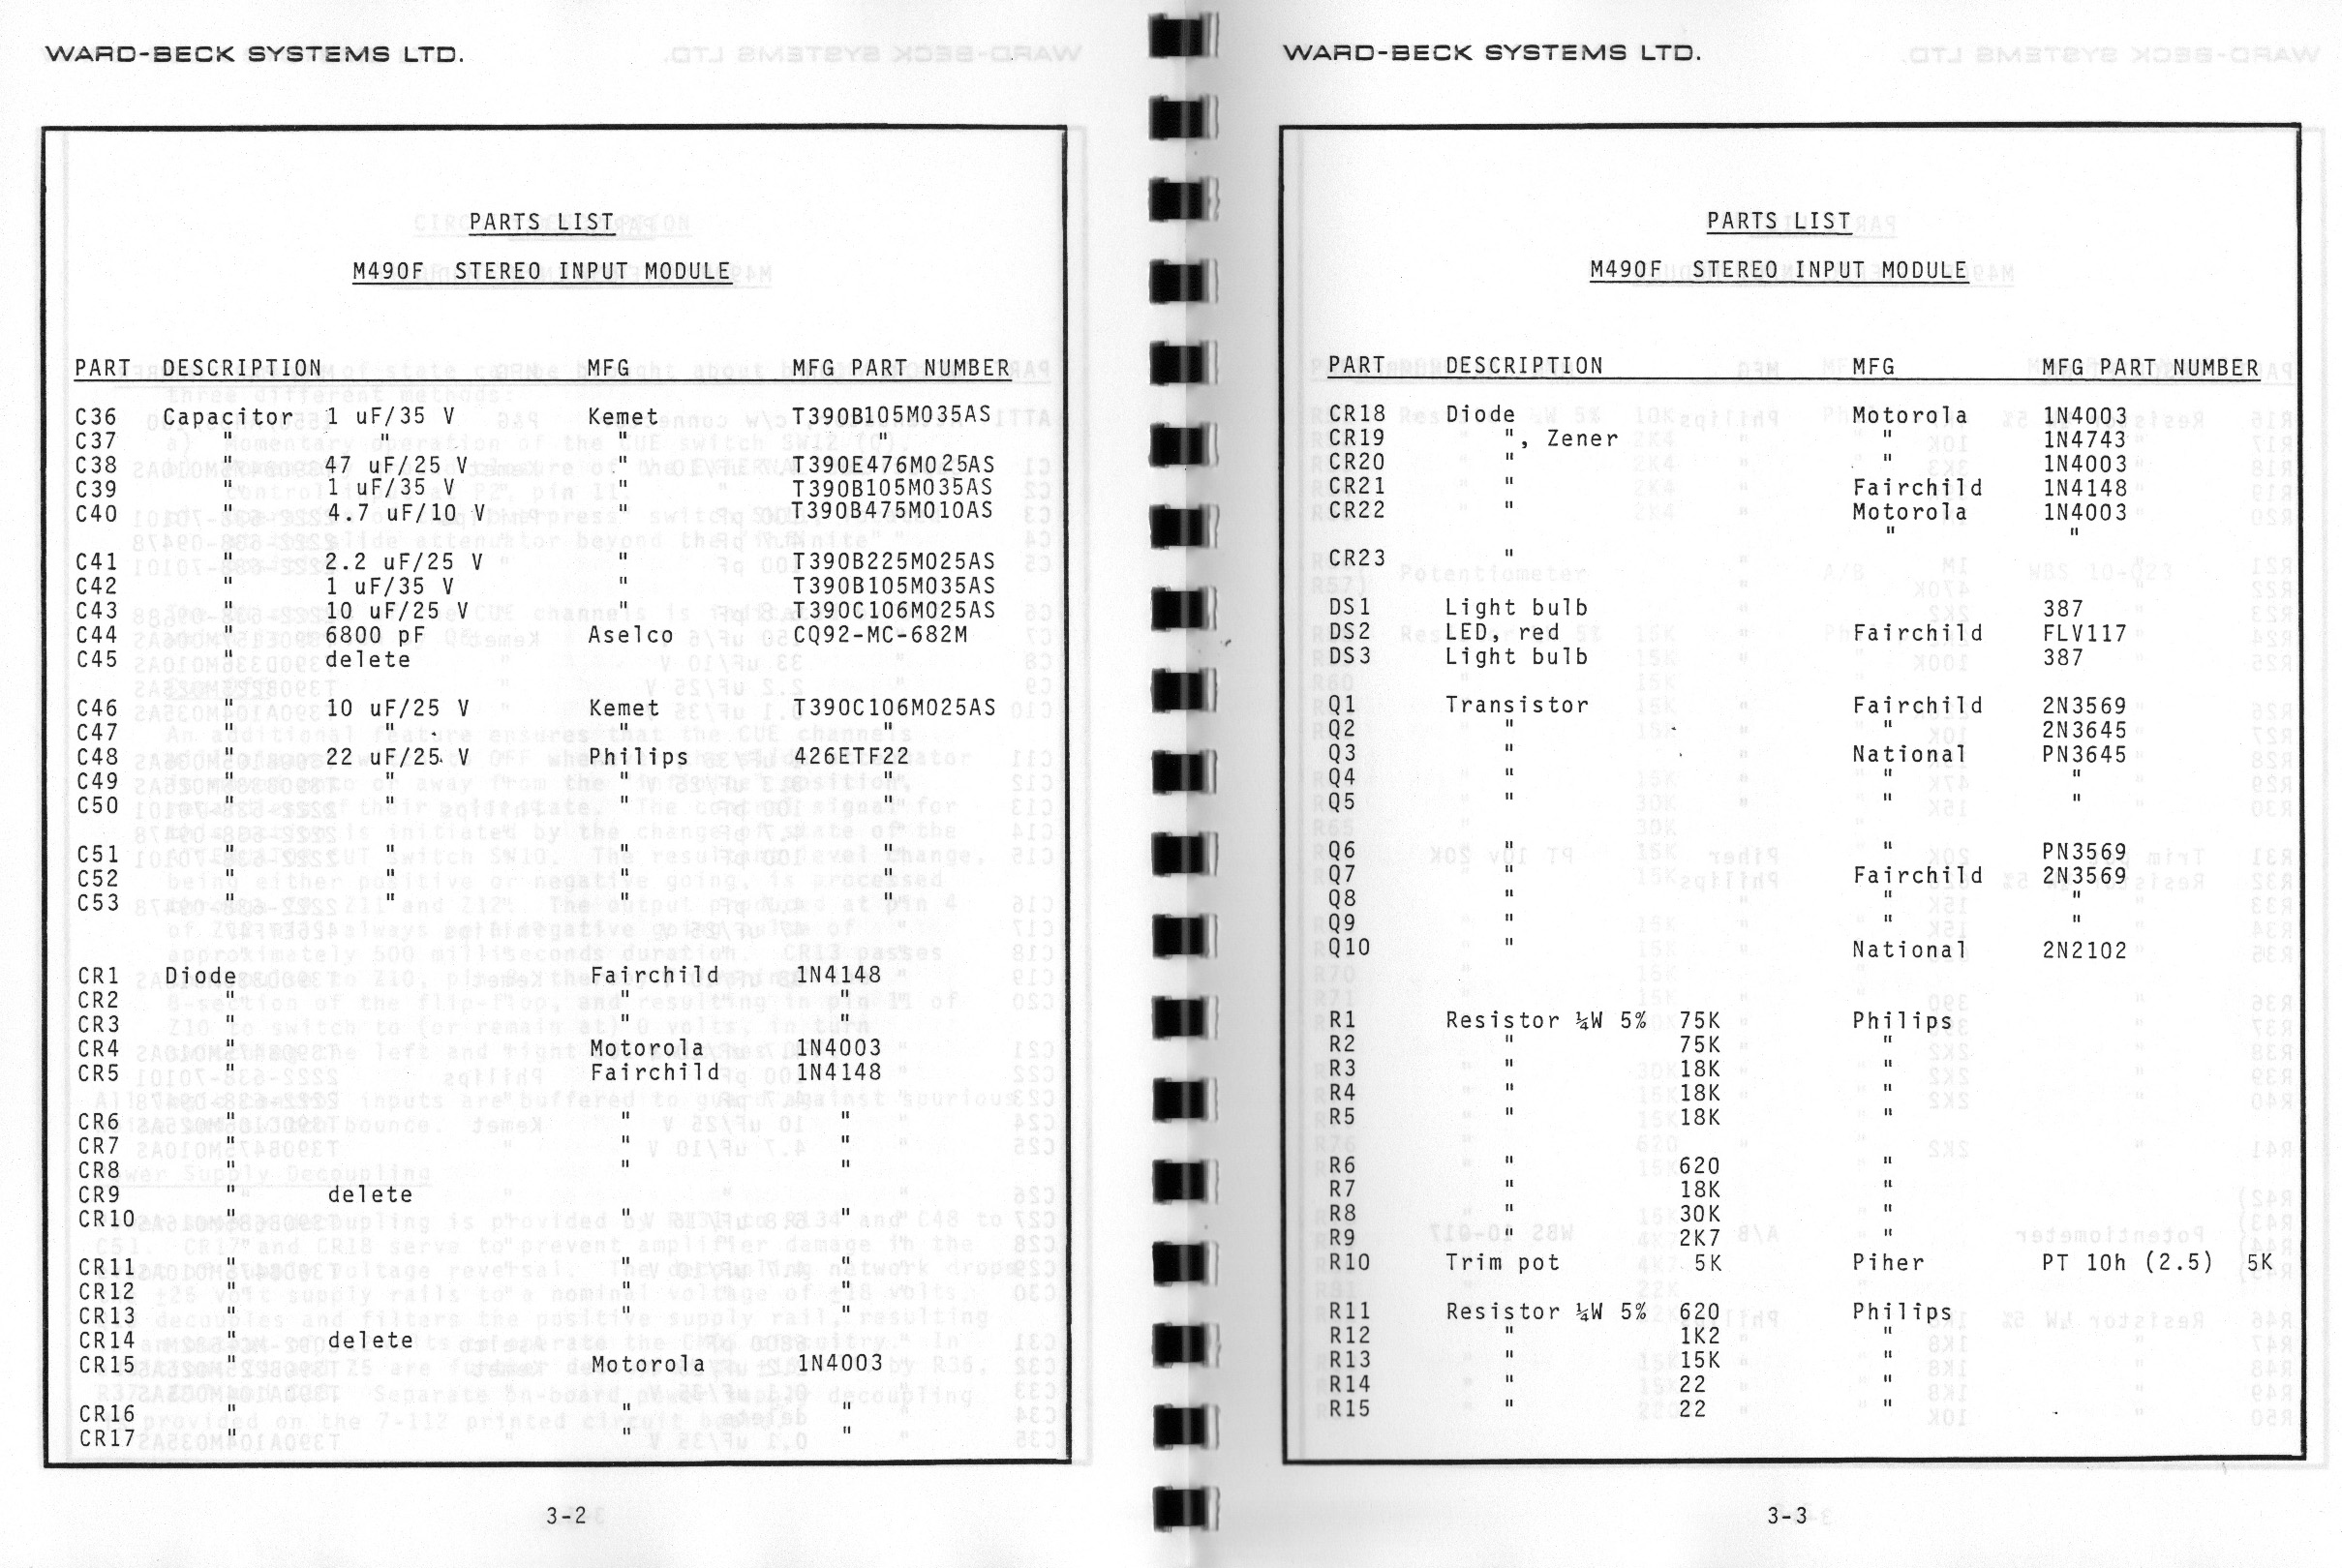 WARD-BECK SYSTEMS LTD.
PARTS LIST
M490F STEREO INPUT MODULE
PART DESCRIPTION MFG MFG PART NUMBER
C36 Capacitor 1 uF/35 V Kemet T390B105M035AS
C37 " " " "
C38 " 47 uF/25 V " T390E476M025AS
C39 " 1 uF/35 V " T390B105M035AS
C40 " 4.7 uF/10 V " T390B475M010AS
C41 " 2.2 uF/25 V " T390B225M025AS
C42 " 1 uF/35 V " T390B105M035AS
C43 " 10 uF/25 V " T390C106M025AS
C44 " 6800 pF Aselco CQ92-MC-682M
C45 " delete
C46 " 10 uF/25 V Kemet T390C106M025AS
C47 " " " "
C48 " 22 uF/25 V Philips 426ETF22
C49 " " " "
C50 " " " "
C51 " " " "
C52 " " " "
C53 " " " "
CR1 Diode Fairchild 1N4148
CR2 " " "
CR3 " " "
CR4 " Motorola 1N4003
CR5 " Fairchild 1N4148
CR6 " " "
CR7 " " "
CR8 " " "
CR9 " delete
CR10 " " "
CR11 " " "
CR12 " " "
CR13 " " "
CR14 " delete
CR15 " Motorola 1N4003
CR16 " " "
CR17 " " "
3-2
WARD-BECK SYSTEMS LTD.
PARTS LIST
M490F STEREO INPUT MODULE
PART DESCRIPTION MFG MFG PART NUMBER
CR18 Diode Motorola 1N4003
CR19 ", Zener " 1N4743
CR20 " " 1N4003
CR21 " Fairchild 1N4148
CR22 " Motorola 1N4003
" "
CR23 "
DS1 Light bulb 387
DS2 LED, red Fairchild FLV117
DS3 Light bulb 387
Q1 Transistor Fairchild 2N3569
Q2 " " 2N3645
Q3 " National PN3645
Q4 " " "
Q5 " " "
Q6 " " PN3569
Q7 " Fairchild 2N3569
Q8 " " "
Q9 " " "
Q10 " National 2N2102
R1 Resistor ¼W 5% 75K Philips
R2 " 75K "
R3 " 18K "
R4 " 18K "
R5 " 18K "
R6 " 620 "
R7 " 18K "
R8 " 30K "
R9 " 2K7 "
R10 Trim pot 5K Piher PT 10h (2.5) 5K
R11 Resistor ¼W 5% 620 Philips
R12 " 1K2 "
R13 " 15K "
R14 " 22 "
R15 " 22 "
3-3